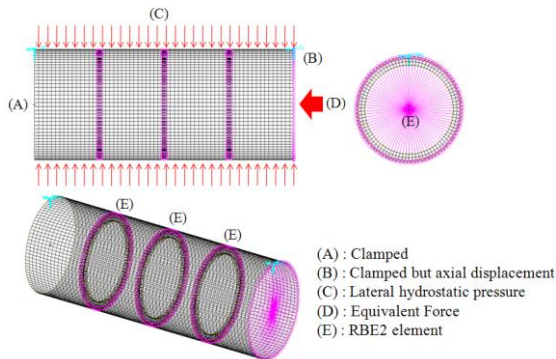 (C)
(B)
(A)
(D)
(E)
(E)
(E)
(E)
(A) : Clamped
(B) : Clamped but axial displacement
(C) : Lateral hydrostatic pressure
(D) : Equivalent Force
(E) : RBE2 element